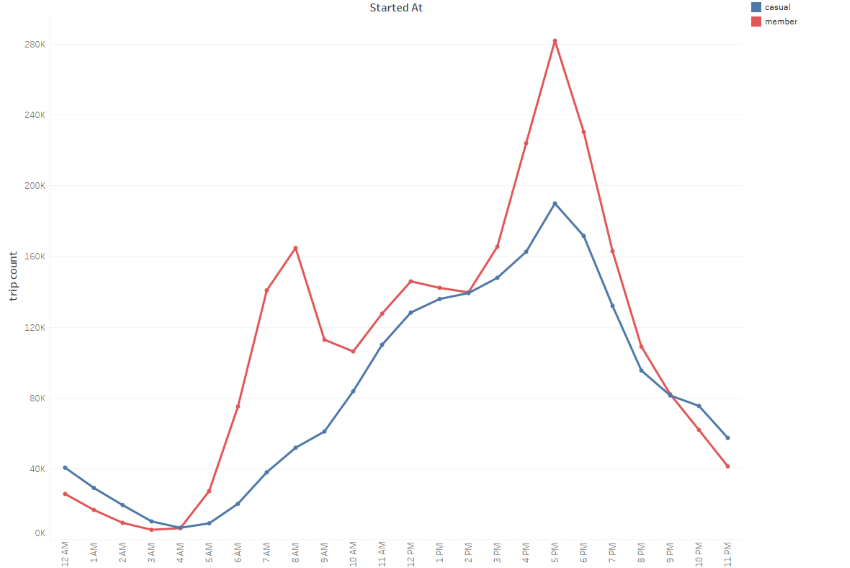 Started At
casual
member
trip count
280K
240K
200K
160K
120K
80K
40K
0K
12 AM
1 AM
2 AM
3 AM
4 AM
5 AM
6 AM
7 AM
8 AM
9 AM
10 AM
11 AM
12 PM
1 PM
2 PM
3 PM
4 PM
5 PM
6 PM
7 PM
8 PM
9 PM
10 PM
11 PM